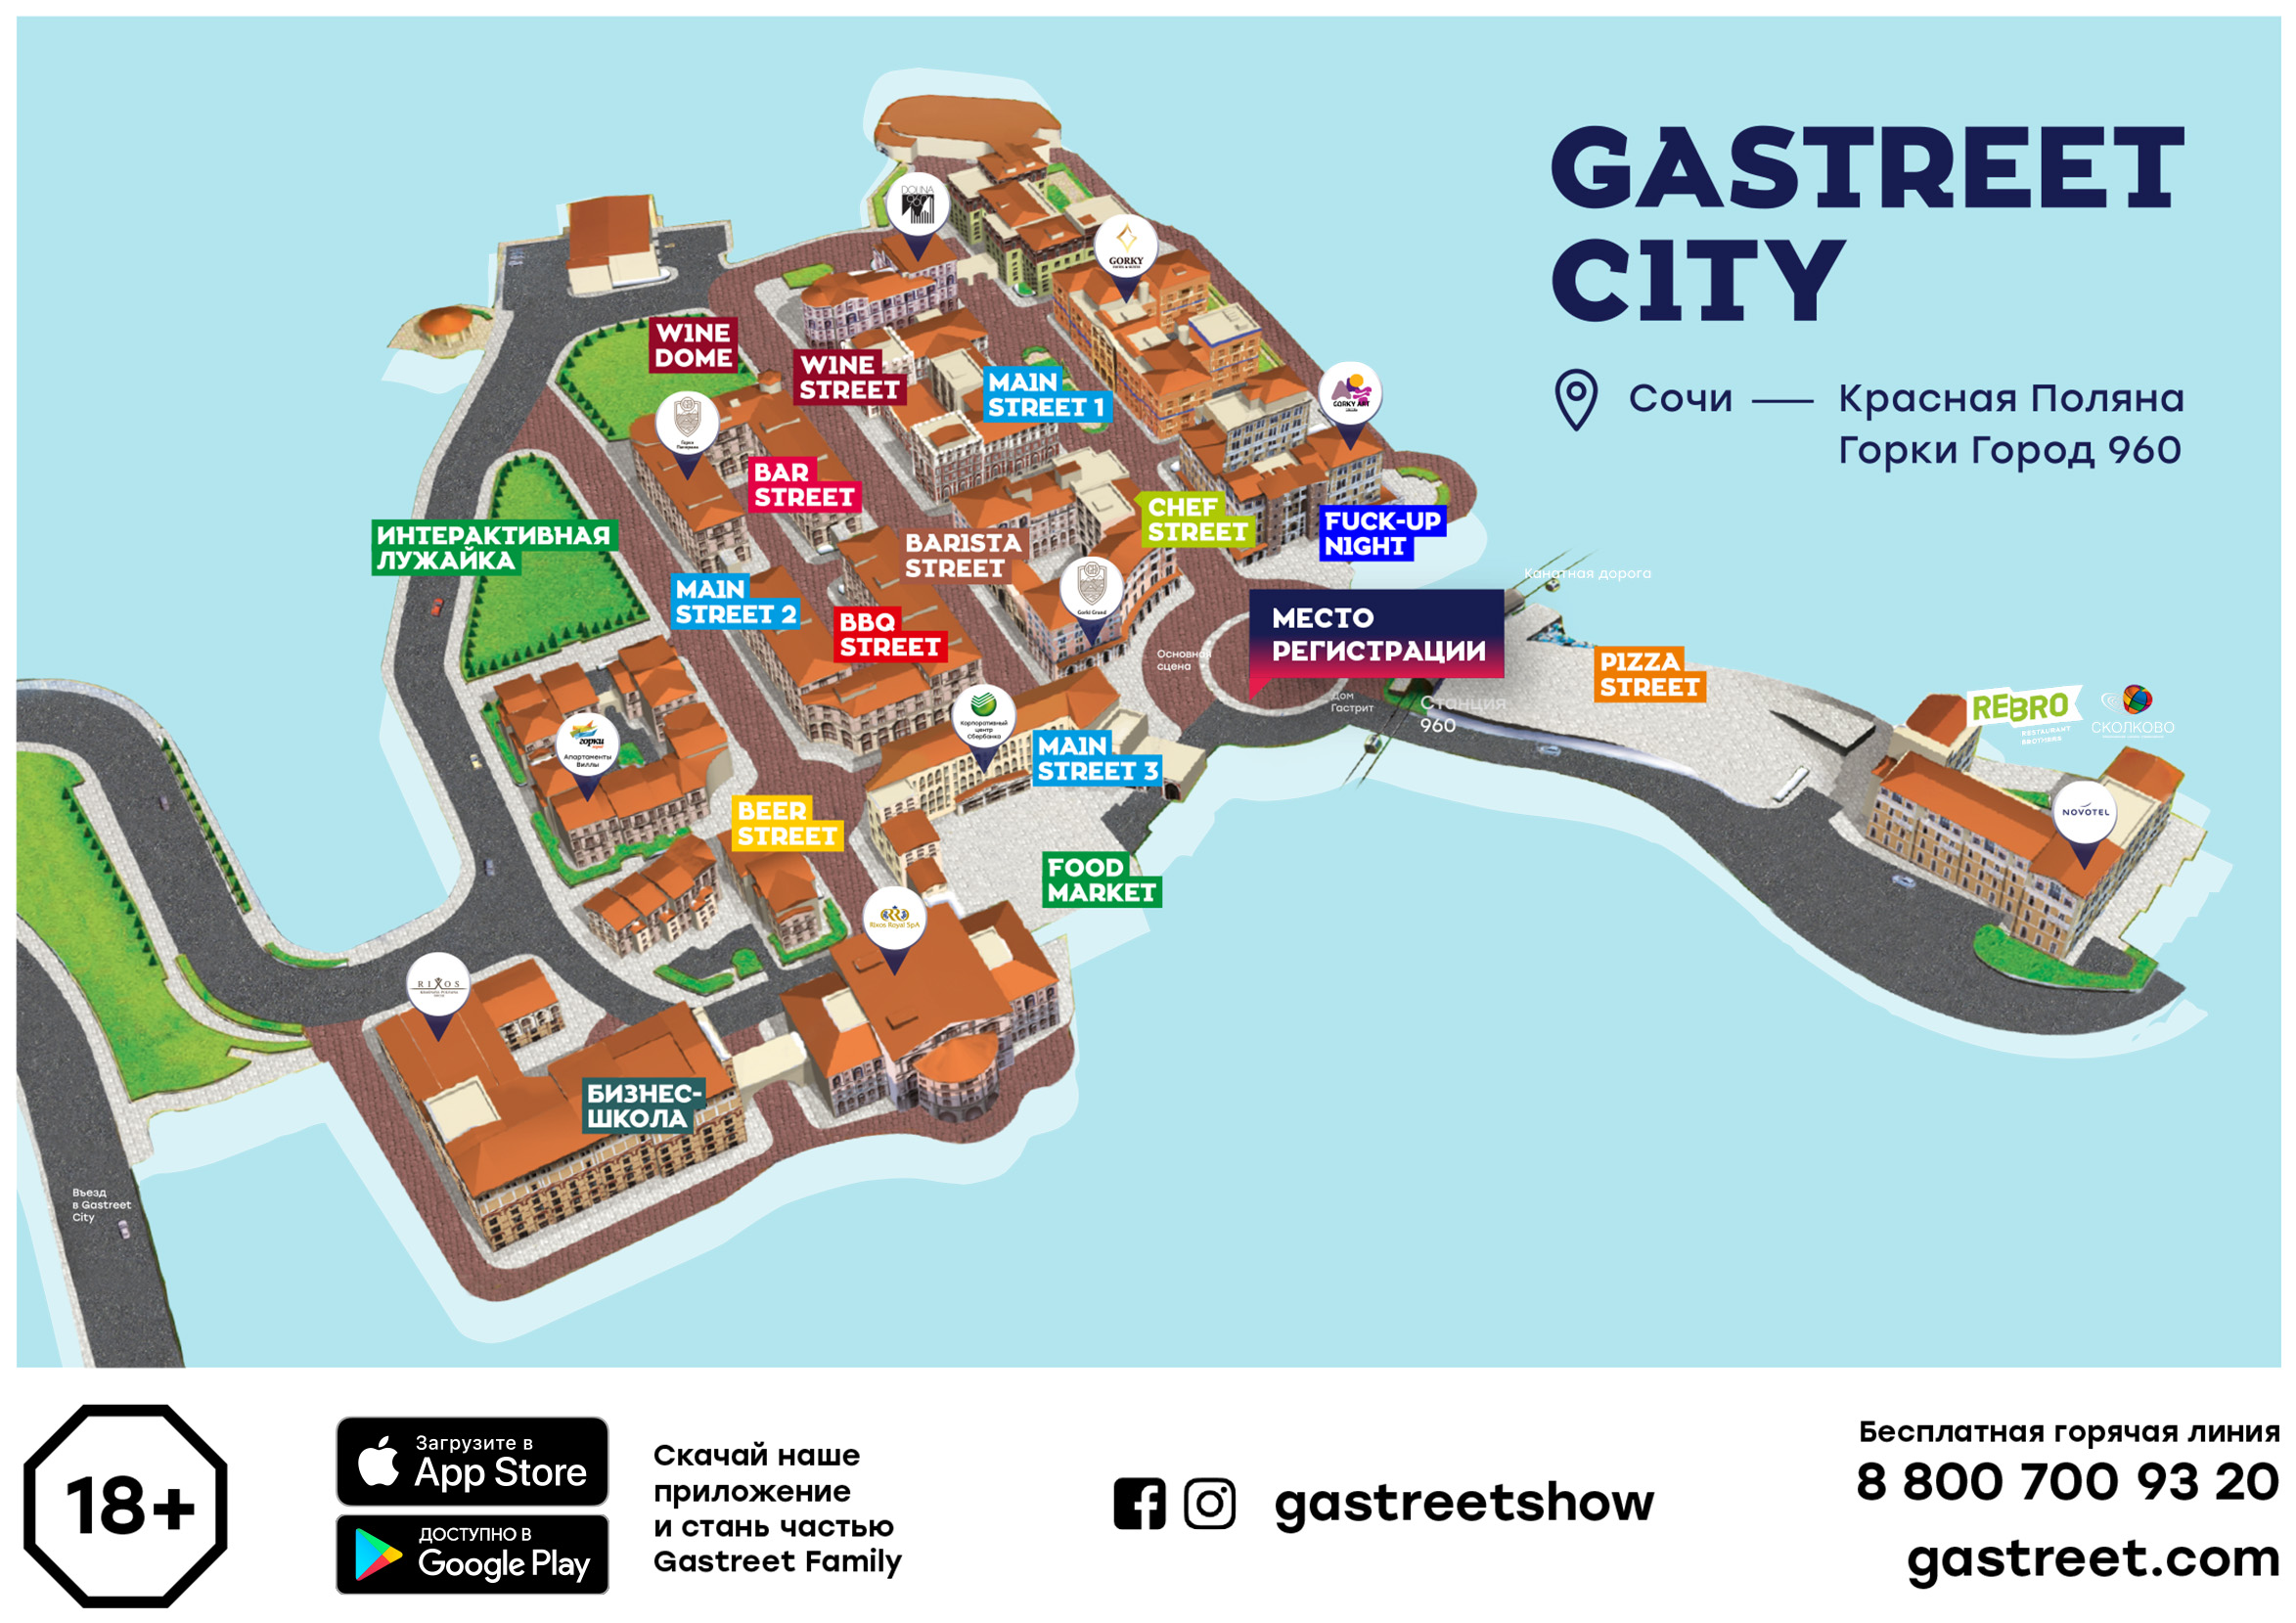 GASTREET
CITY
Сочи — Красная Поляна
Горки Город 960
DOLINA
960
GORKY
GORKY ART
WINE
DOME
WINE
STREET
MAIN
STREET 1
Горки
Панорама
BAR
STREET
CHEF
STREET
FUCK-UP
NIGHT
ИНТЕРАКТИВНАЯ
ЛУЖАЙКА
BARISTA
STREET
Gorki Grand
Канатная дорога
MAIN
STREET 2
BBQ
STREET
МЕСТО
РЕГИСТРАЦИИ
Основная
сцена
Дом
Гастрит
Станция
960
PIZZA
STREET
REBRO
RESTAURANT
BROTHERS
СКОЛКОВО
NOVOTEL
горки
Апартаменты
Виллы
Корпоративный
центр
Сбербанка
MAIN
STREET 3
BEER
STREET
FOOD
MARKET
Rixos Royal SPA
RIXOS
БИЗНЕС-
ШКОЛА
Въезд
в Gastreet
City
18+
Загрузите в
App Store
ДОСТУПНО В
Google Play
Скачай наше
приложение
и стань частью
Gastreet Family
gastreetshow
Бесплатная горячая линия
8 800 700 93 20
gastreet.com